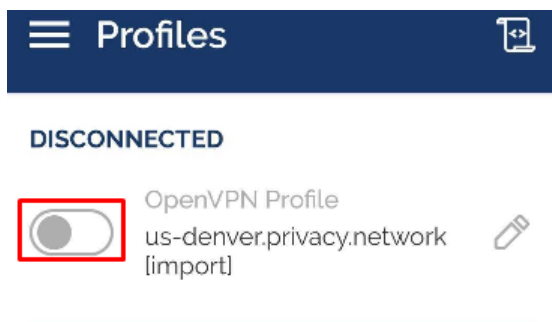 Profiles
DISCONNECTED
OpenVPN Profile
us-denver.privacy.network
[import]